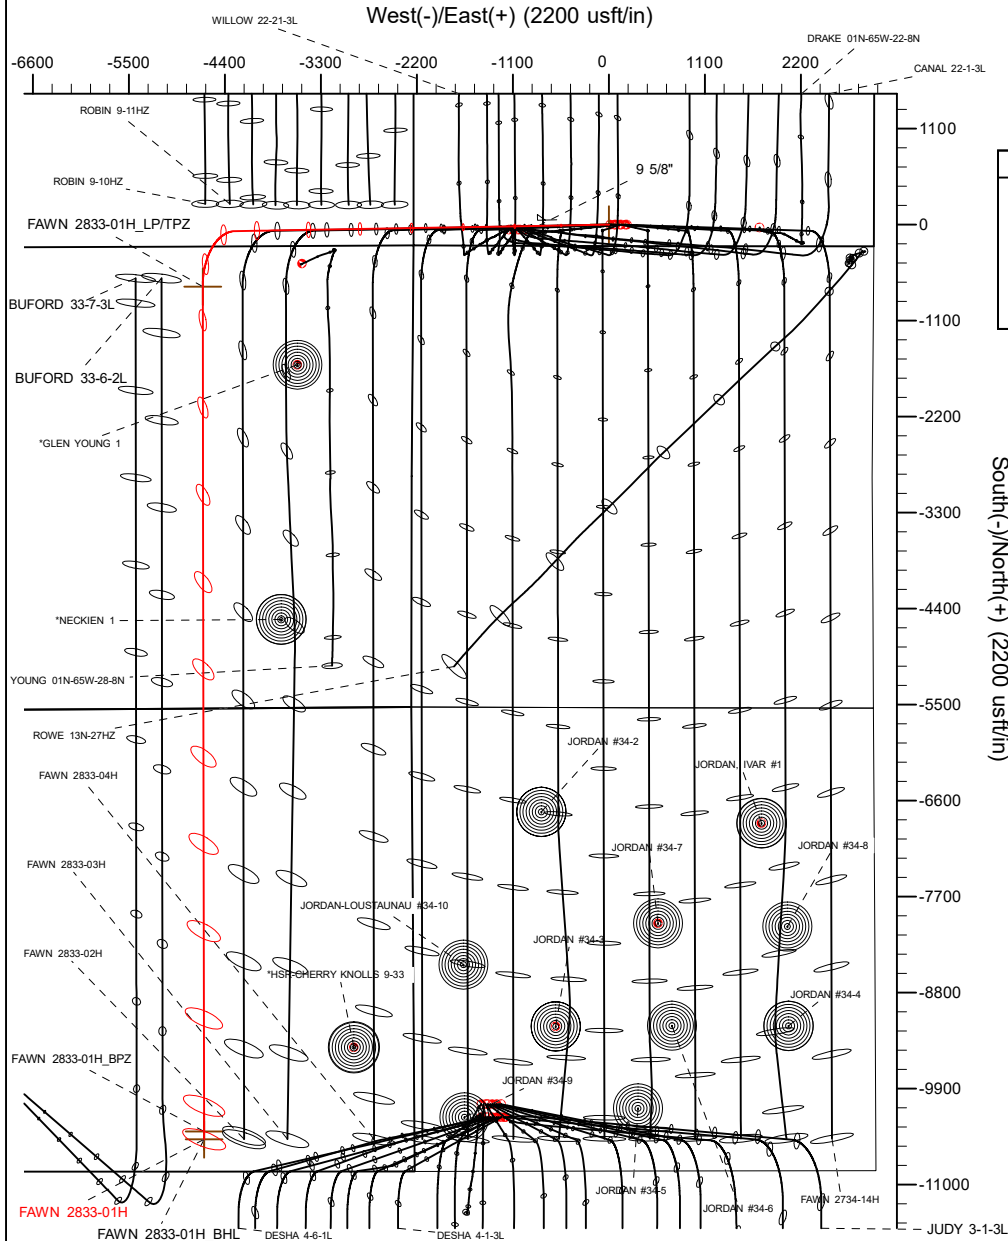 West(-)/East(+) (2200 usft/in)
WILLOW 22-21-3L
DRAKE 01N-65W-22-8N
-6600 -5500 -4400 -3300 -2200 -1100 0 1100 2200
CANAL 22-1-3L
ROBIN 9-11HZ
1100
9 5/8"
ROBIN 9-10HZ
FAWN 2833-01H_LP/TPZ
0
BUFORD 33-7-3L
-1100
BUFORD 33-6-2L
-2200
*GLEN YOUNG 1
South(-)/North(+) (2200 usft/in)
-3300
-4400
*NECKIEN 1
YOUNG 01N-65W-28-8N
-5500
ROWE 13N-27HZ
JORDAN #34-2
JORDAN, IVAR #1
FAWN 2833-04H
-6600
JORDAN #34-7
JORDAN #34-8
FAWN 2833-03H
-7700
JORDAN-LOUSTAUNAU #34-10
JORDAN #34-3
FAWN 2833-02H
*HSR-CHERRY KNOLLS 9-33
-8800
JORDAN #34-4
FAWN 2833-01H_BPZ
JORDAN #34-9
-9900
JORDAN #34-5
-11000
FAWN 2734-14H
FAWN 2833-01H
JORDAN #34-6
FAWN 2833-01H BHL
DESHA 4-6-1L
DESHA 4-1-3L
JUDY 3-1-3L